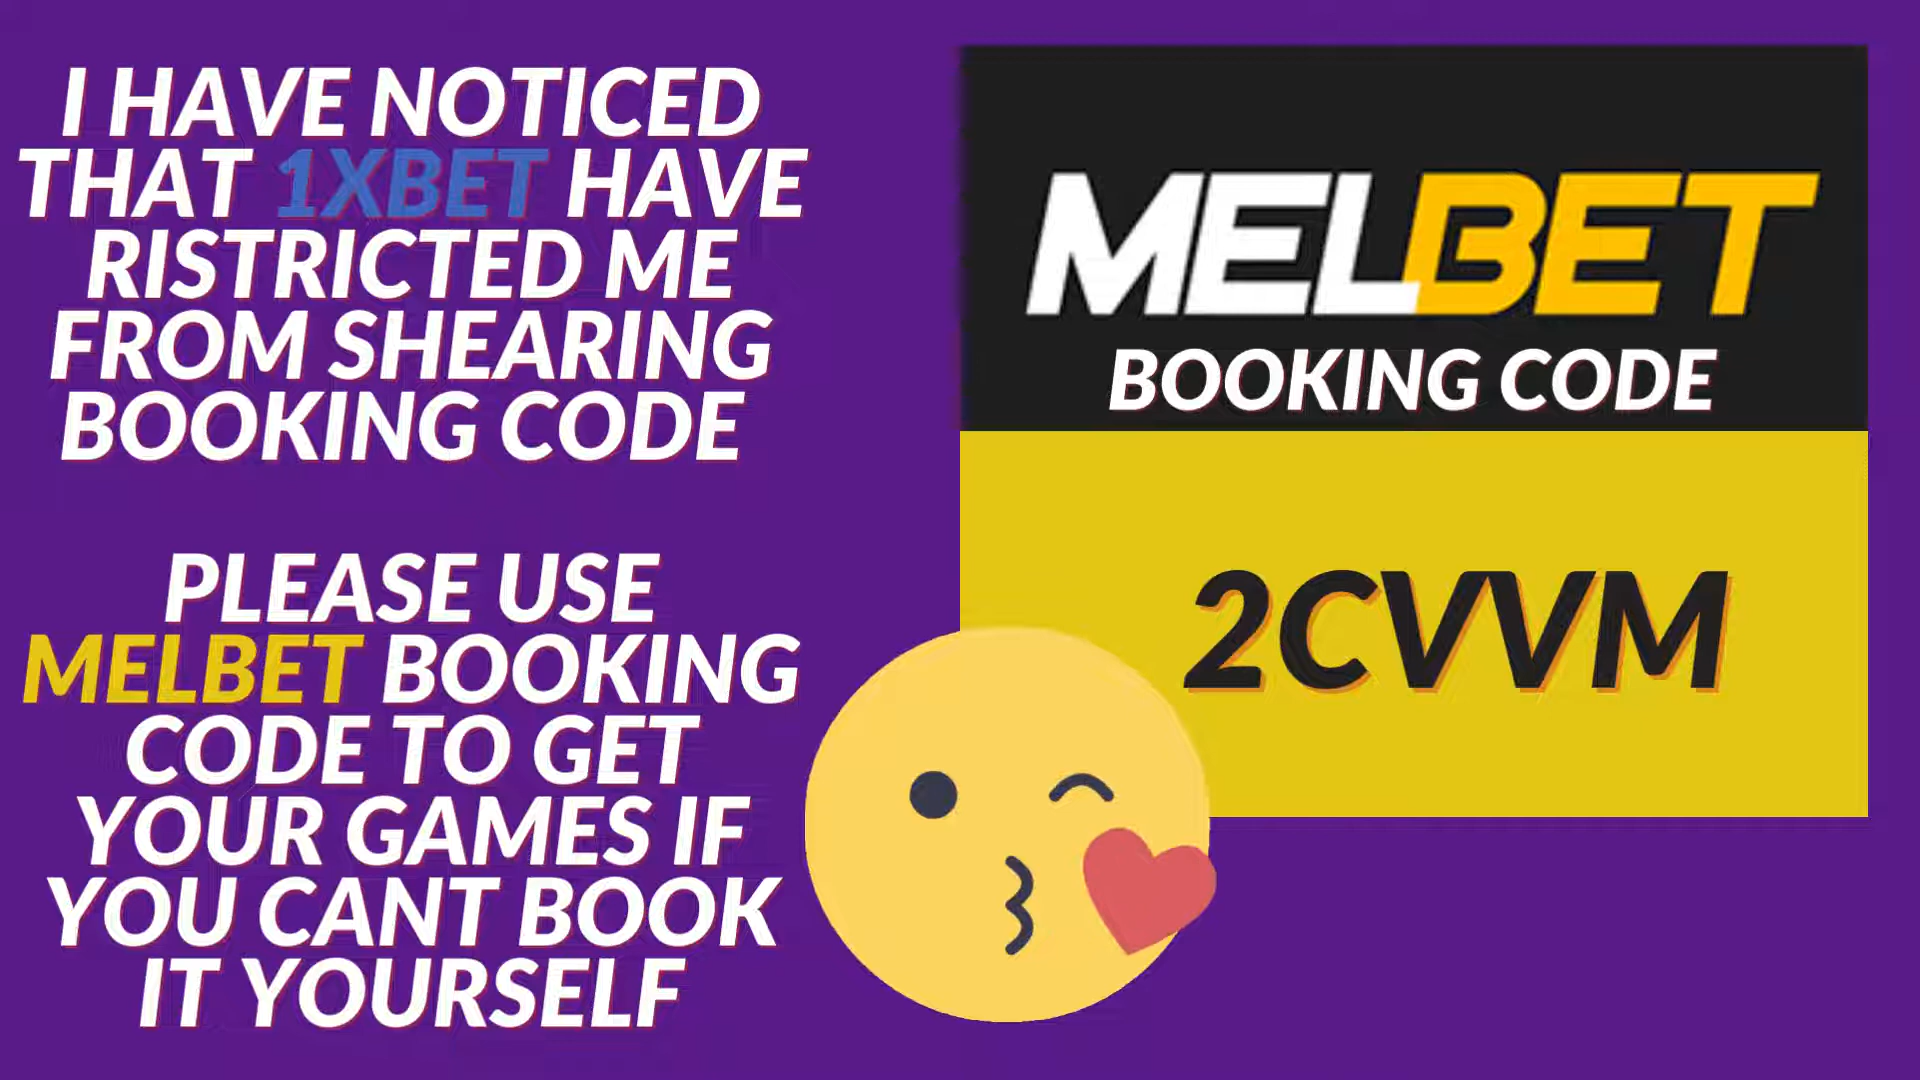 I HAVE NOTICED
THAT 1XBET HAVE
RISTRICTED ME
FROM SHEARING
BOOKING CODE
PLEASE USE
MELBET BOOKING
CODE TO GET
YOUR GAMES IF
YOU CANT BOOK
IT YOURSELF
MELBET
BOOKING CODE
2CVVM